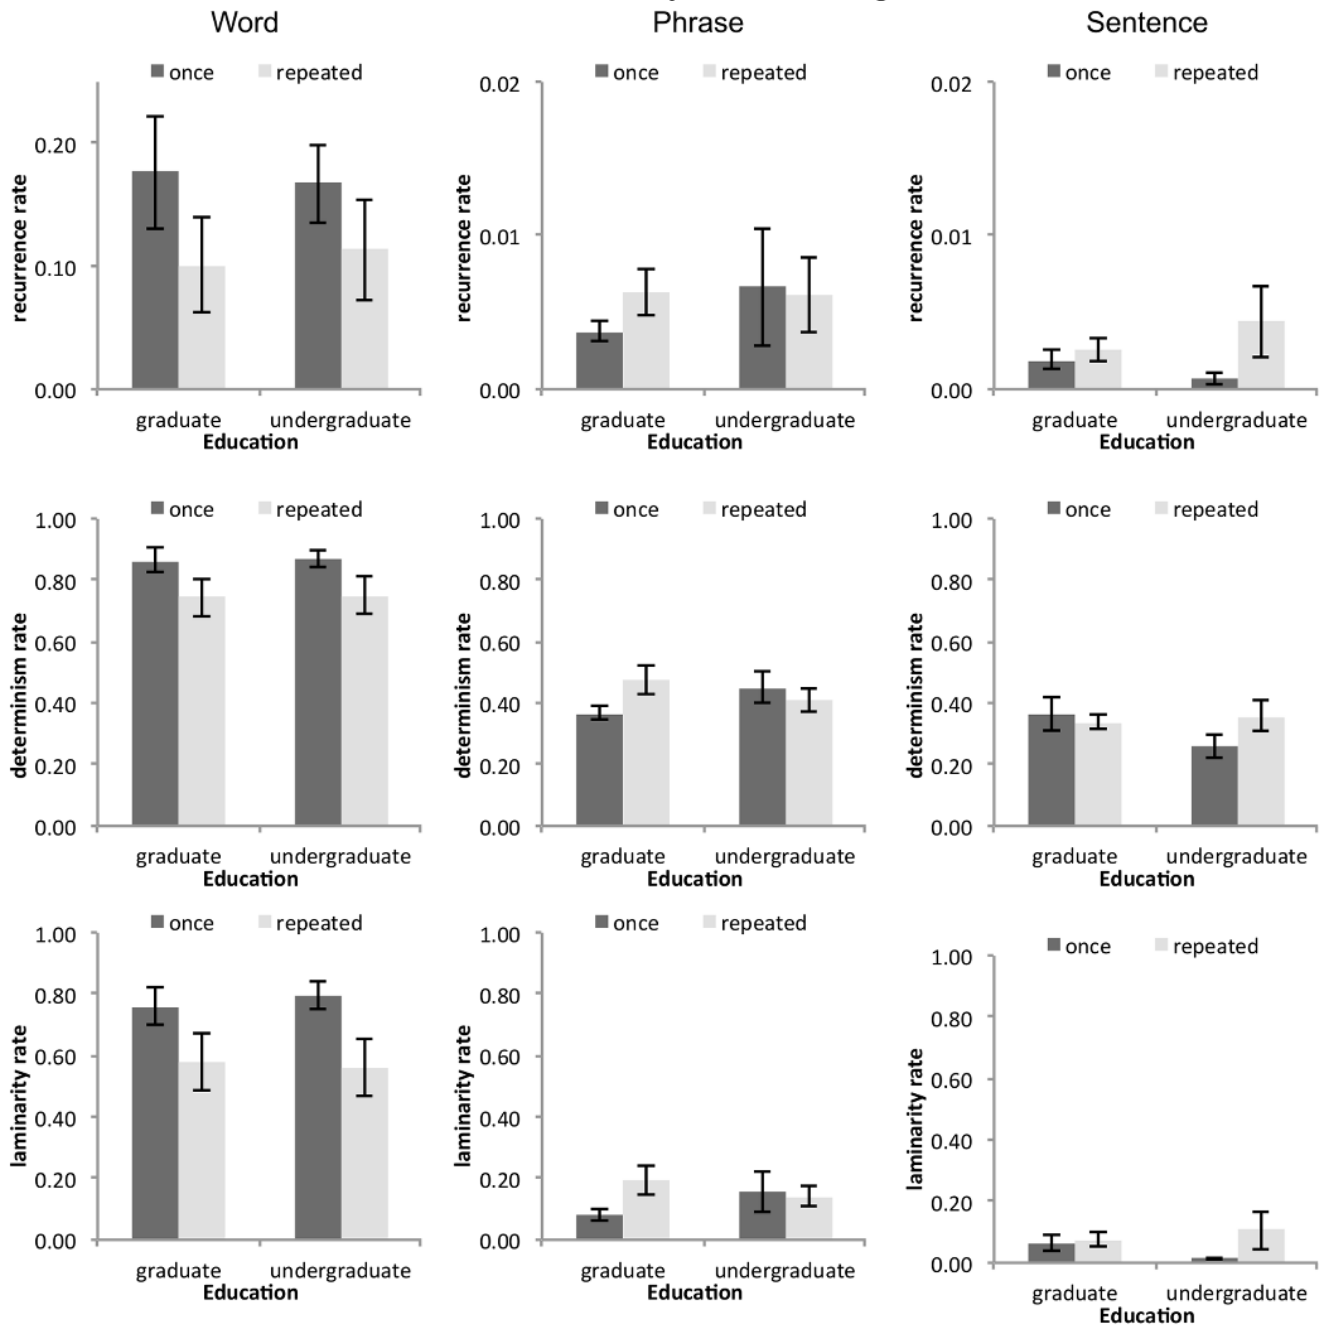 Word Phrase Sentence
once repeated once repeated once repeated
0.20
0.10
0.00
recurrence rate
graduate undergraduate
Education
0.02
0.01
0.00
recurrence rate
graduate undergraduate
Education
0.02
0.01
0.00
recurrence rate
graduate undergraduate
Education
once repeated once repeated once repeated
1.00
0.80
0.60
0.40
0.20
0.00
determinism rate
graduate undergraduate
Education
1.00
0.80
0.60
0.40
0.20
0.00
determinism rate
graduate undergraduate
Education
1.00
0.80
0.60
0.40
0.20
0.00
determinism rate
graduate undergraduate
Education
once repeated once repeated once repeated
1.00
0.80
0.60
0.40
0.20
0.00
laminarity rate
graduate undergraduate
Education
1.00
0.80
0.60
0.40
0.20
0.00
laminarity rate
graduate undergraduate
Education
1.00
0.80
0.60
0.40
0.20
0.00
laminarity rate
graduate undergraduate
Education